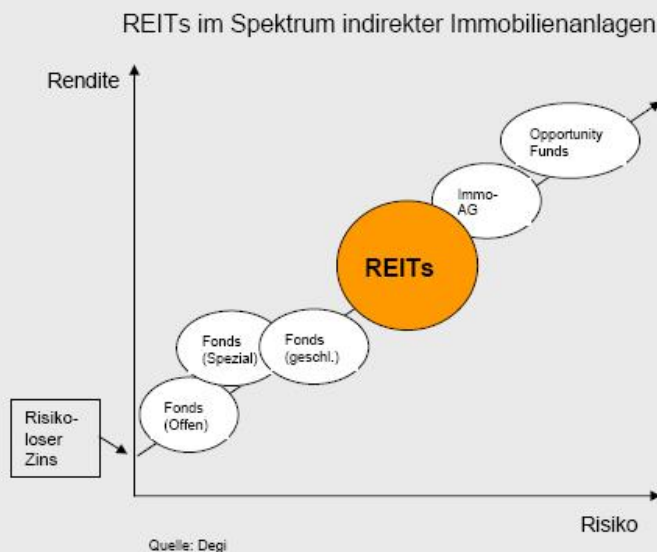 REITs im Spektrum indirekter Immobilienanlagen
Rendite
Opportunity
Funds
Immo-
AG
REITs
Fonds
(Spezial)
Fonds
(geschl.)
Fonds
(Offen)
Risiko-
loser
Zins
Risiko
Quelle: Degi